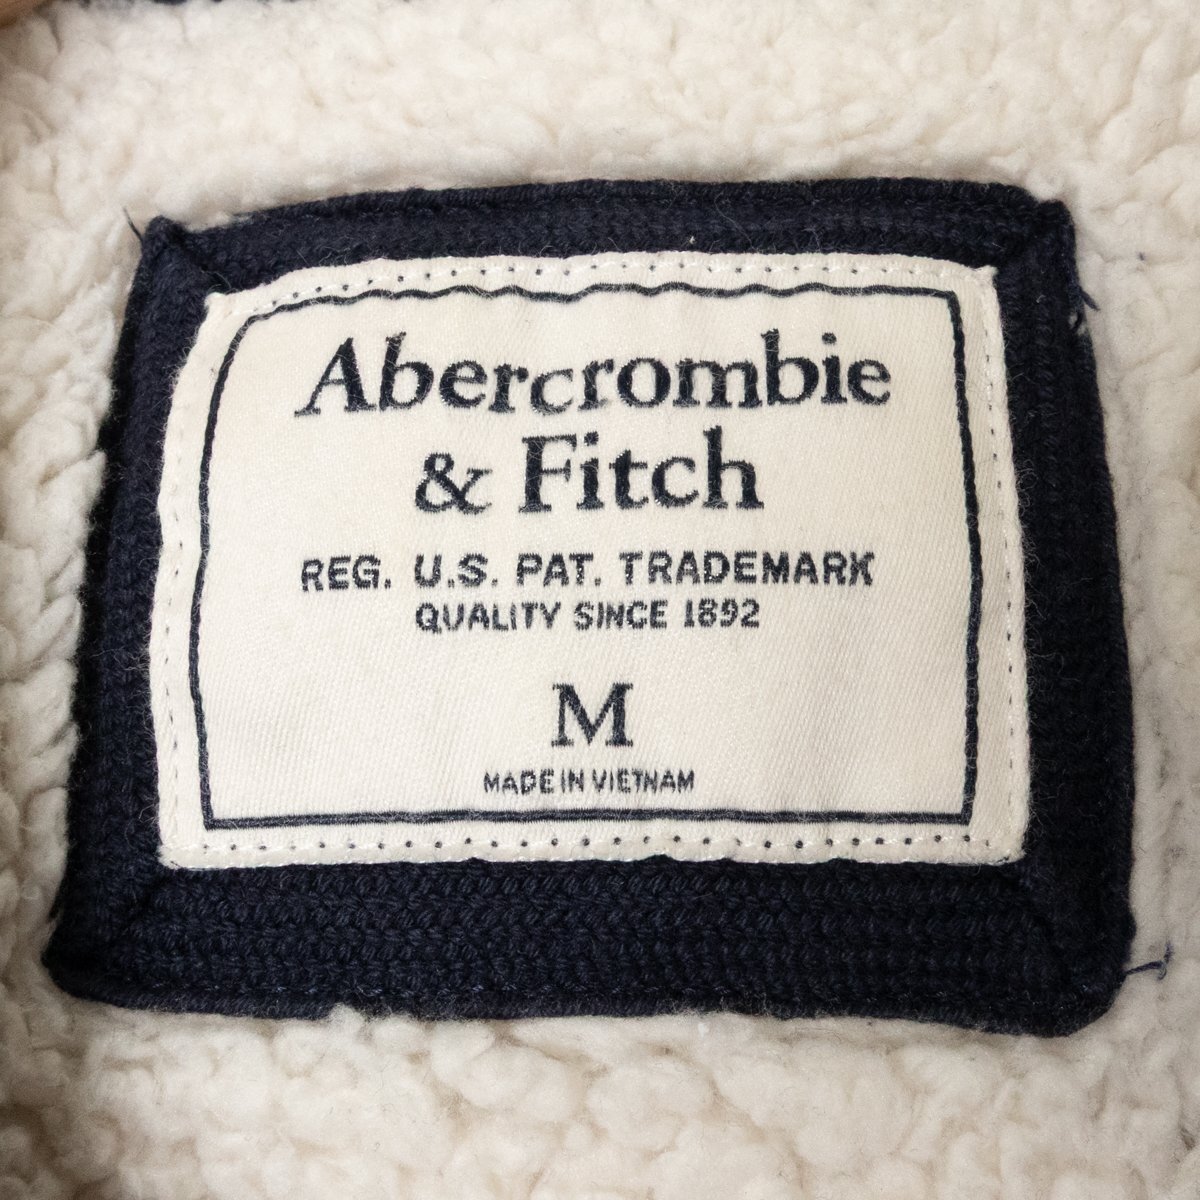 Abercrombie
& Fitch
REG. U.S. PAT. TRADEMARK
QUALITY SINCE 1892
M
MADE IN VIETNAM